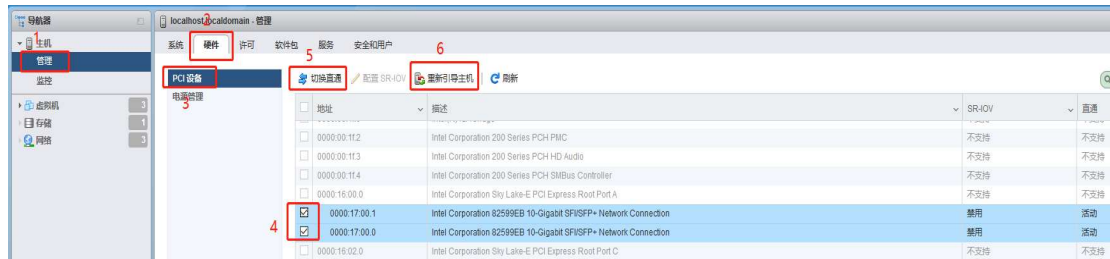 导航器
localhost.localdomain - 管理
1
主机
管理
监控
虚拟机 3
存储 1
网络 3
2
系统 硬件 许可 软件包 服务 安全和用户
5 6
PCI 设备
电源管理
3
切换直通 配置 SR-IOV 重新引导主机 刷新
地址 描述 SR-IOV 直通
0000:00:1f.2 Intel Corporation 200 Series PCH PMC 不支持 不支持
0000:00:1f.3 Intel Corporation 200 Series PCH HD Audio 不支持 不支持
0000:00:1f.4 Intel Corporation 200 Series PCH SMBus Controller 不支持 不支持
0000:16:00.0 Intel Corporation Sky Lake-E PCI Express Root Port A 不支持 不支持
4
0000:17:00.1 Intel Corporation 82599EB 10-Gigabit SFI/SFP+ Network Connection 禁用 活动
0000:17:00.0 Intel Corporation 82599EB 10-Gigabit SFI/SFP+ Network Connection 禁用 活动
0000:16:02.0 Intel Corporation Sky Lake-E PCI Express Root Port C 不支持 不支持